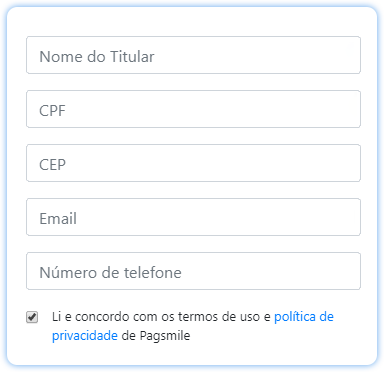 Nome do Titular
CPF
CEP
Email
Número de telefone
Li e concordo com os termos de uso e política de
privacidade de Pagsmile